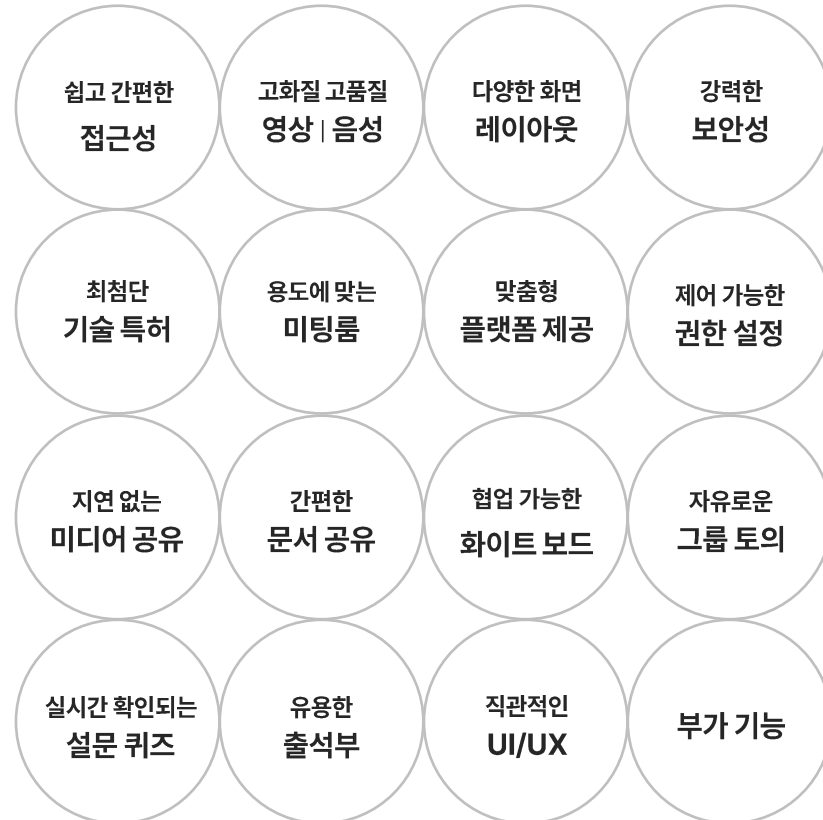 쉽고 간편한
접근성
고화질 고품질
영상 | 음성
다양한 화면
레이아웃
강력한
보안성
최첨단
기술 특허
용도에 맞는
미팅룸
맞춤형
플랫폼 제공
제어 가능한
권한 설정
지연 없는
미디어 공유
간편한
문서 공유
협업 가능한
화이트 보드
자유로운
그룹 토의
실시간 확인되는
설문 퀴즈
유용한
출석부
직관적인
UI/UX
부가 기능